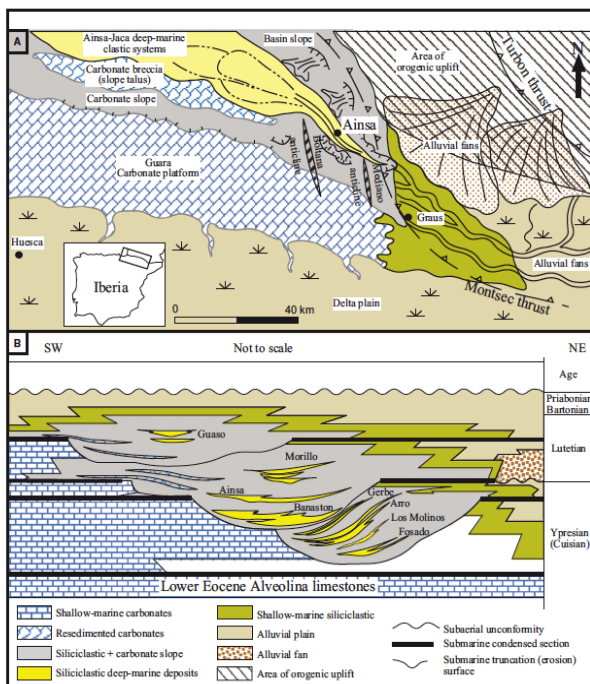 A
Ainsa-Jaca deep-marine
clastic systems
Basin slope
Area of
orogenic uplift
Turbon thrust
N
Carbonate breccia
(slope talus)
Carbonate slope
Ainsa
Alluvial fans
Guara
Carbonate platform
Boltana
anticline
Mediano
anticline
Graus
Huesca
Alluvial fans
Iberia
Montsec thrust
0
40 km
Delta plain
B
SW
Not to scale
NE
Age
Priabonian
Bartonian
Guaso
Lutetian
Morillo
Ainsa
Gerbe
Banaston
Arro
Los Molinos
Fosado
Ypresian
(Cuisian)
Lower Eocene Alveolina limestones
Shallow-marine carbonates
Resedimented carbonates
Siliciclastic + carbonate slope
Siliciclastic deep-marine deposits
Shallow-marine siliciclastic
Alluvial plain
Alluvial fan
Area of orogenic uplift
Subaerial unconformity
Submarine condensed section
Submarine truncation (erosion)
surface